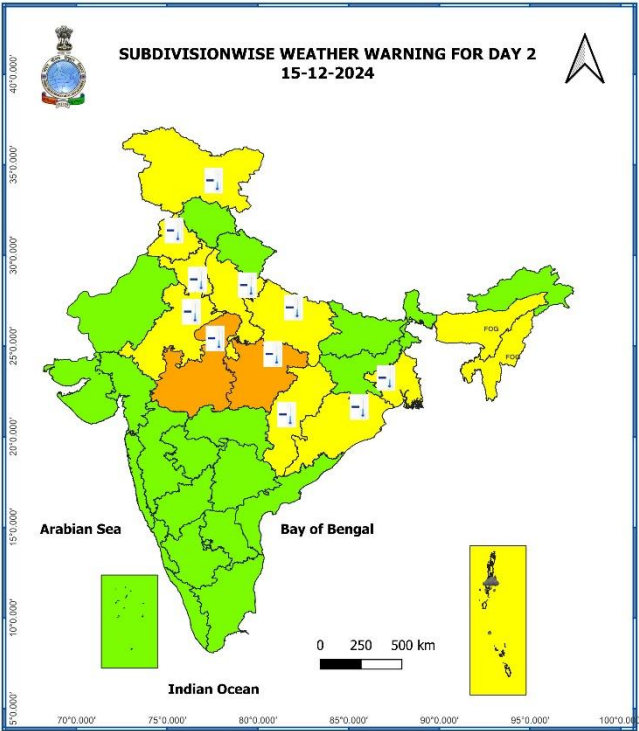 SUBDIVISIONWISE WEATHER WARNING FOR DAY 2
15-12-2024
40°0.000'
35°0.000'
30°0.000'
25°0.000'
20°0.000'
15°0.000'
10°0.000'
5°0.000'
FOG
FOG
Arabian Sea
Bay of Bengal
0 250 500 km
Indian Ocean
70°0.000' 75°0.000' 80°0.000' 85°0.000' 90°0.000' 95°0.000' 100°0.000'